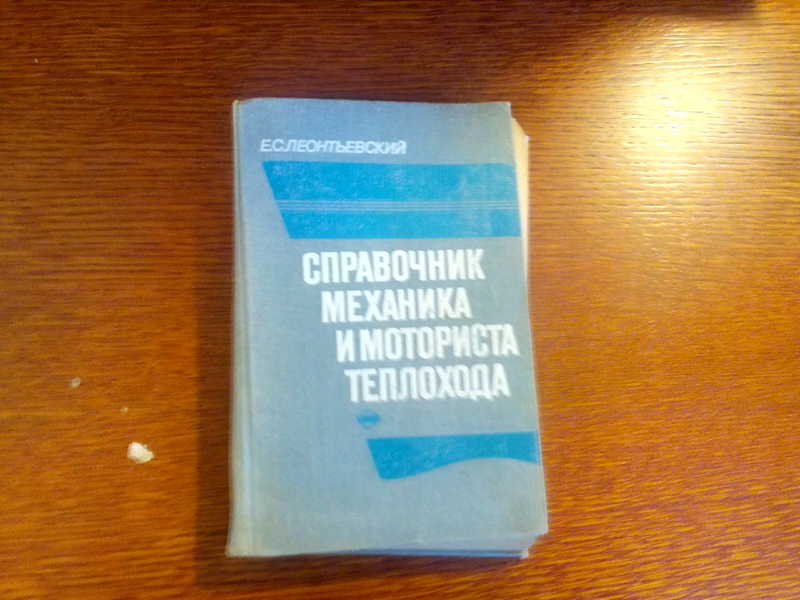 Е.С.ЛЕОНТЬЕВСКИЙ
СПРАВОЧНИК
МЕХАНИКА
И МОТОРИСТА
ТЕПЛОХОДА